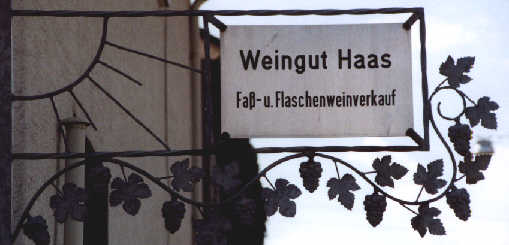 Weingut Haas
Faß- u. Flaschenweinverkauf